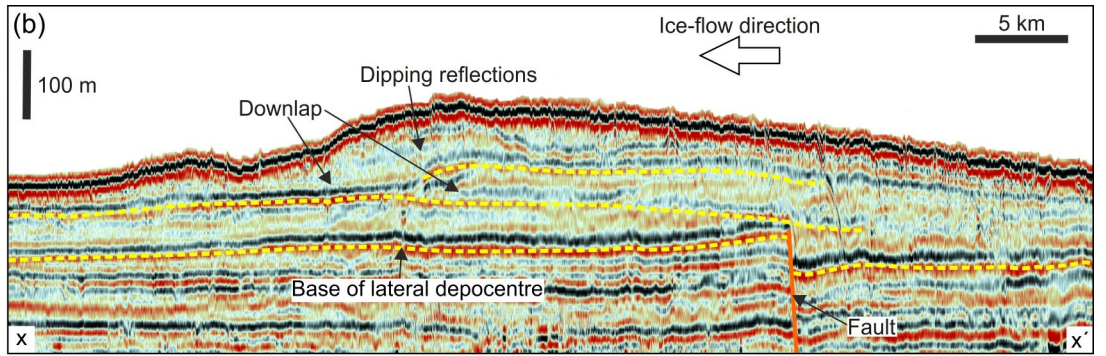 (b)
Ice-flow direction
5 km
100 m
Dipping reflections
Downlap
Base of lateral depocentre
Fault
x
x´